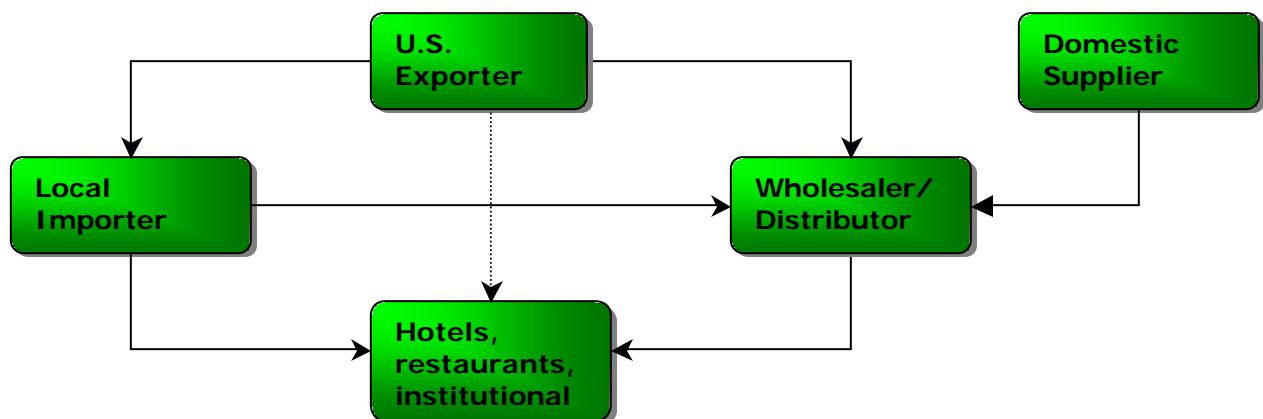 U.S.
Exporter
Domestic
Supplier
Local
Importer
Wholesaler/
Distributor
Hotels,
restaurants,
institutional